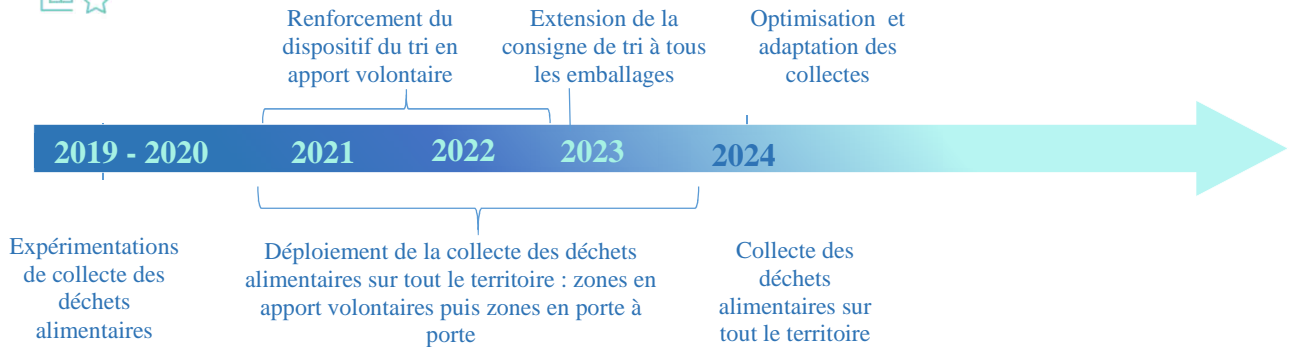 Renforcement du
dispositif du tri en
apport volontaire
Extension de la
consigne de tri à tous
les emballages
Optimisation et
adaptation des
collectes
2019 - 2020
2021
2022
2023
2024
Expérimentations
de collecte des
déchets
alimentaires
Déploiement de la collecte des déchets
alimentaires sur tout le territoire : zones en
apport volontaires puis zones en porte à
porte
Collecte des
déchets
alimentaires sur
tout le territoire